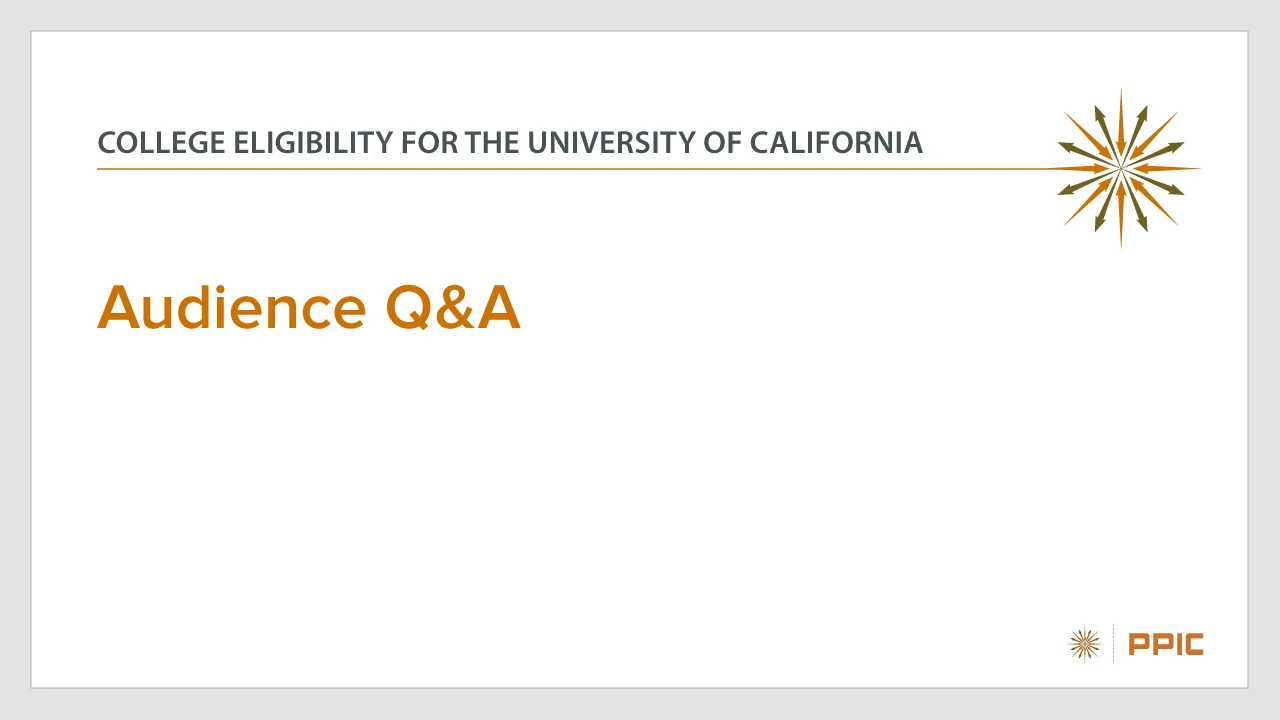 COLLEGE ELIGIBILITY FOR THE UNIVERSITY OF CALIFORNIA
Audience Q&A
PPIC